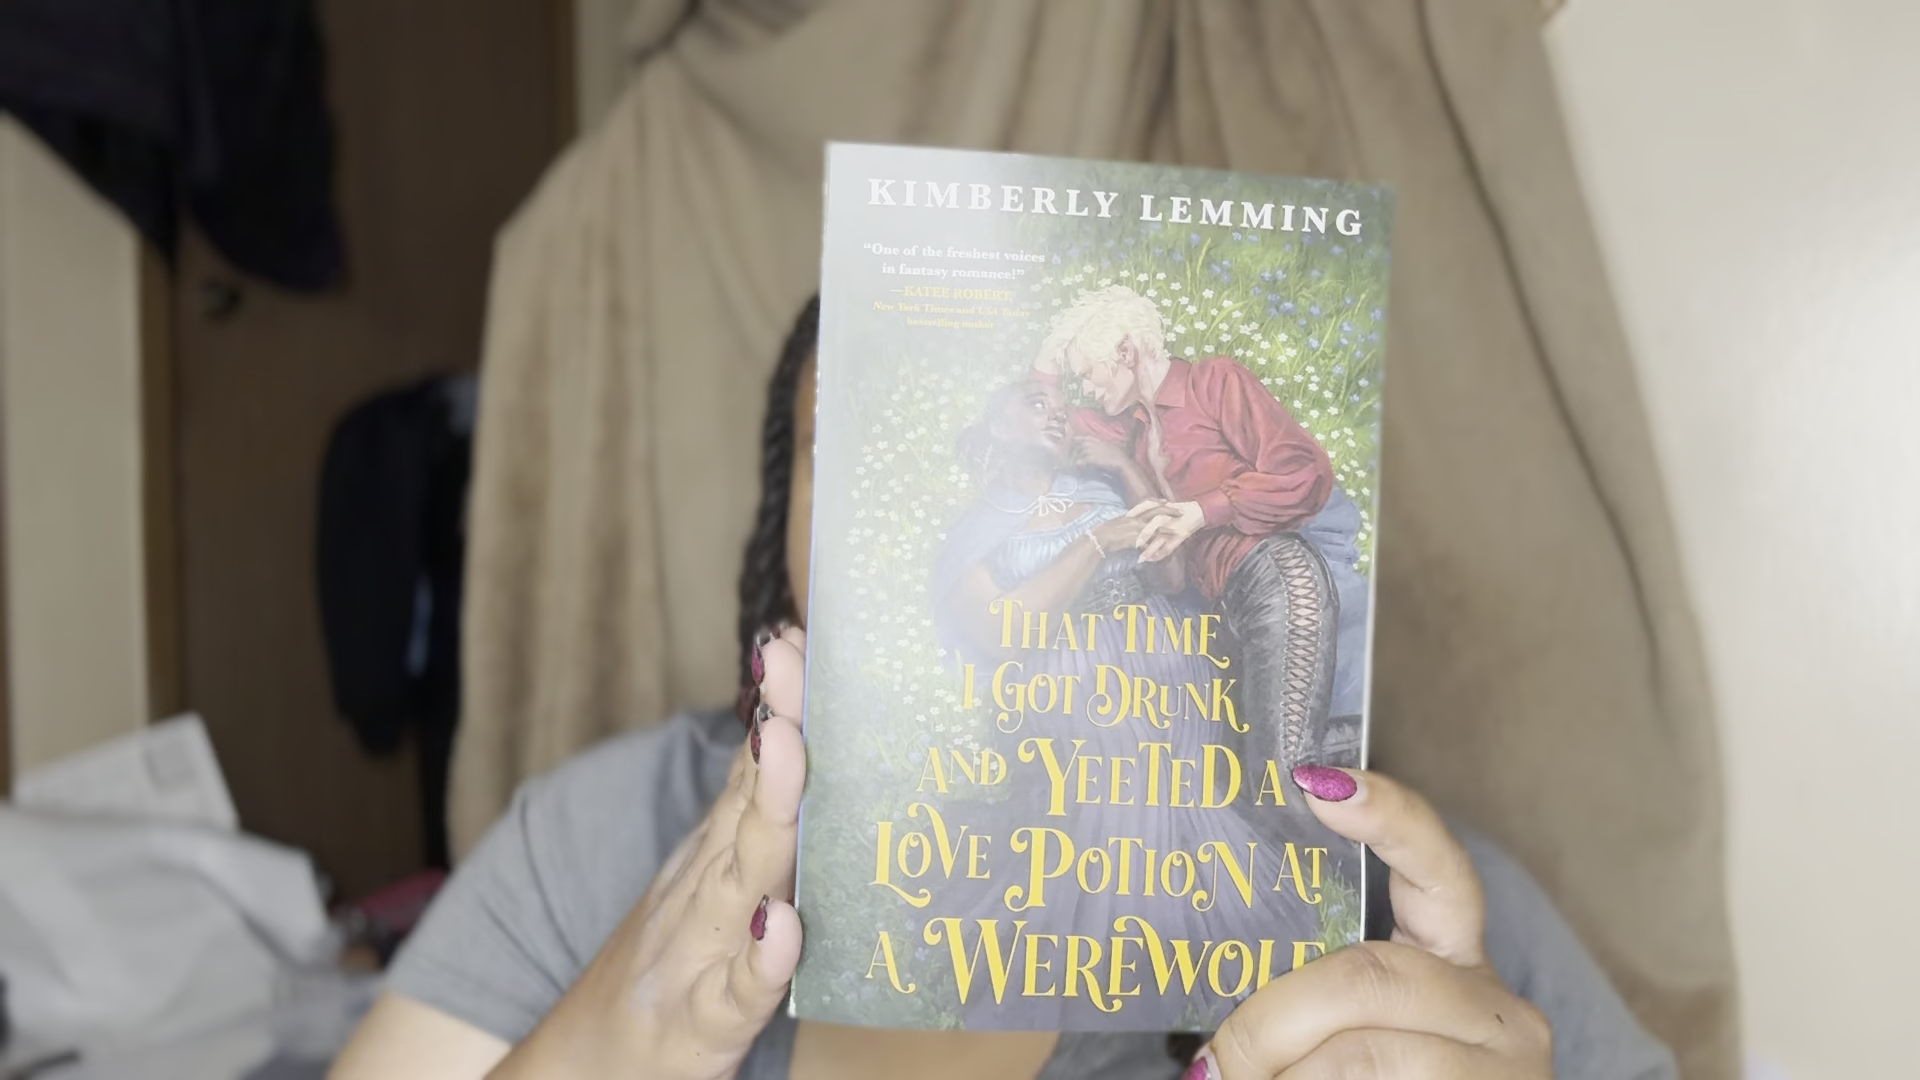 KIMBERLY LEMMING
“One of the freshest voices
in fantasy romance!”
—KATEE ROBERT,
New York Times and USA Today
bestselling author
THAT TIME
I GOT DRUNK
AND YEETED A
LOVE POTION AT
A WEREWOLF